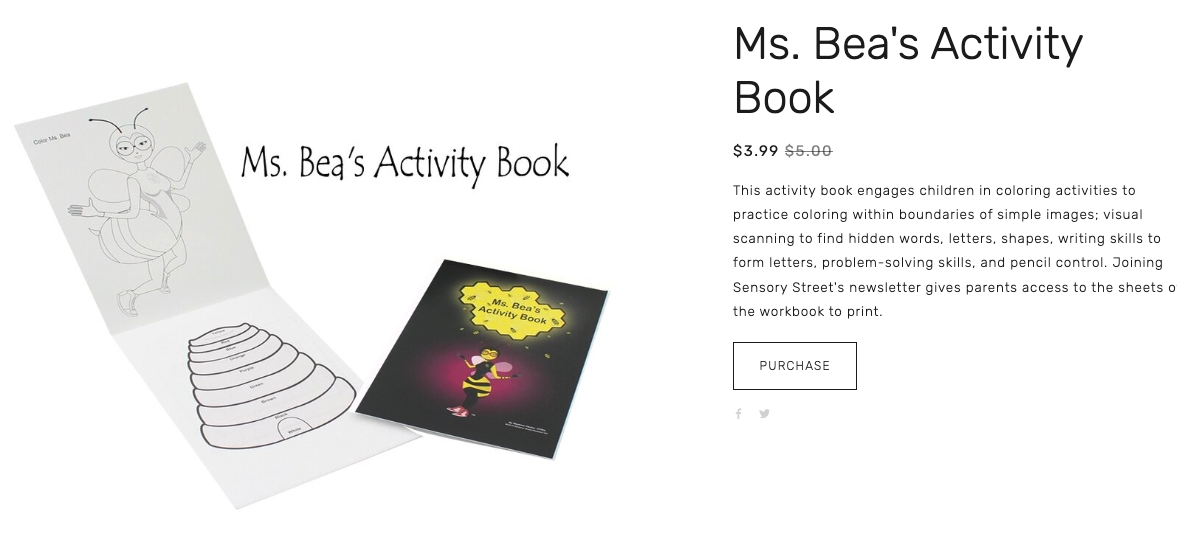 Ms. Bea's Activity
Book
$3.99 $5.00
This activity book engages children in coloring activities to
practice coloring within boundaries of simple images; visual
scanning to find hidden words, letters, shapes, writing skills to
form letters, problem-solving skills, and pencil control. Joining
Sensory Street's newsletter gives parents access to the sheets
the workbook to print.
PURCHASE
Ms. Bea's Activity Book
Color Ms. Bea
Orange
Purple
Green
Brown
Black
White
Ms. Bea's
Activity Book